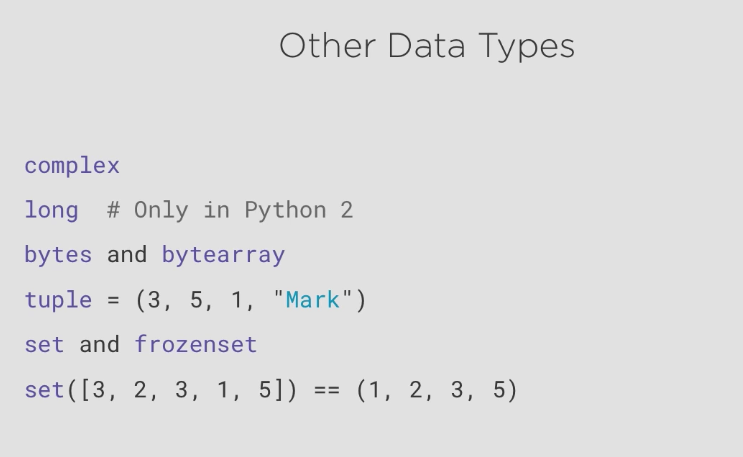 Other Data Types
complex
long  # Only in Python 2
bytes and bytearray
tuple = (3, 5, 1, "Mark")
set and frozenset
set([3, 2, 3, 1, 5]) == (1, 2, 3, 5)